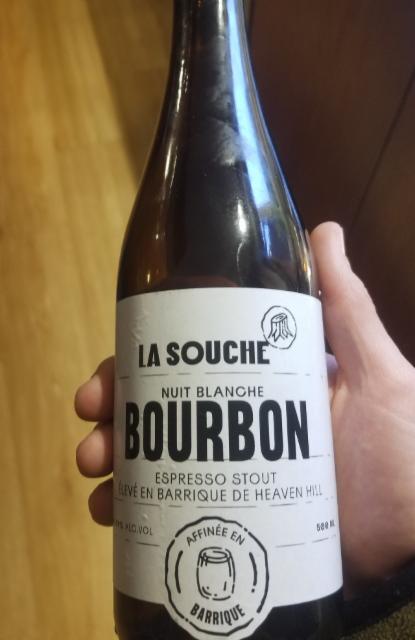 LA SOUCHE
NUIT BLANCHE
BOURBON
ESPRESSO STOUT
ÉLEVÉ EN BARRIQUE DE HEAVEN HILL
ALC.VOL
500 ML
AFFINÉE EN
BARRIQUE